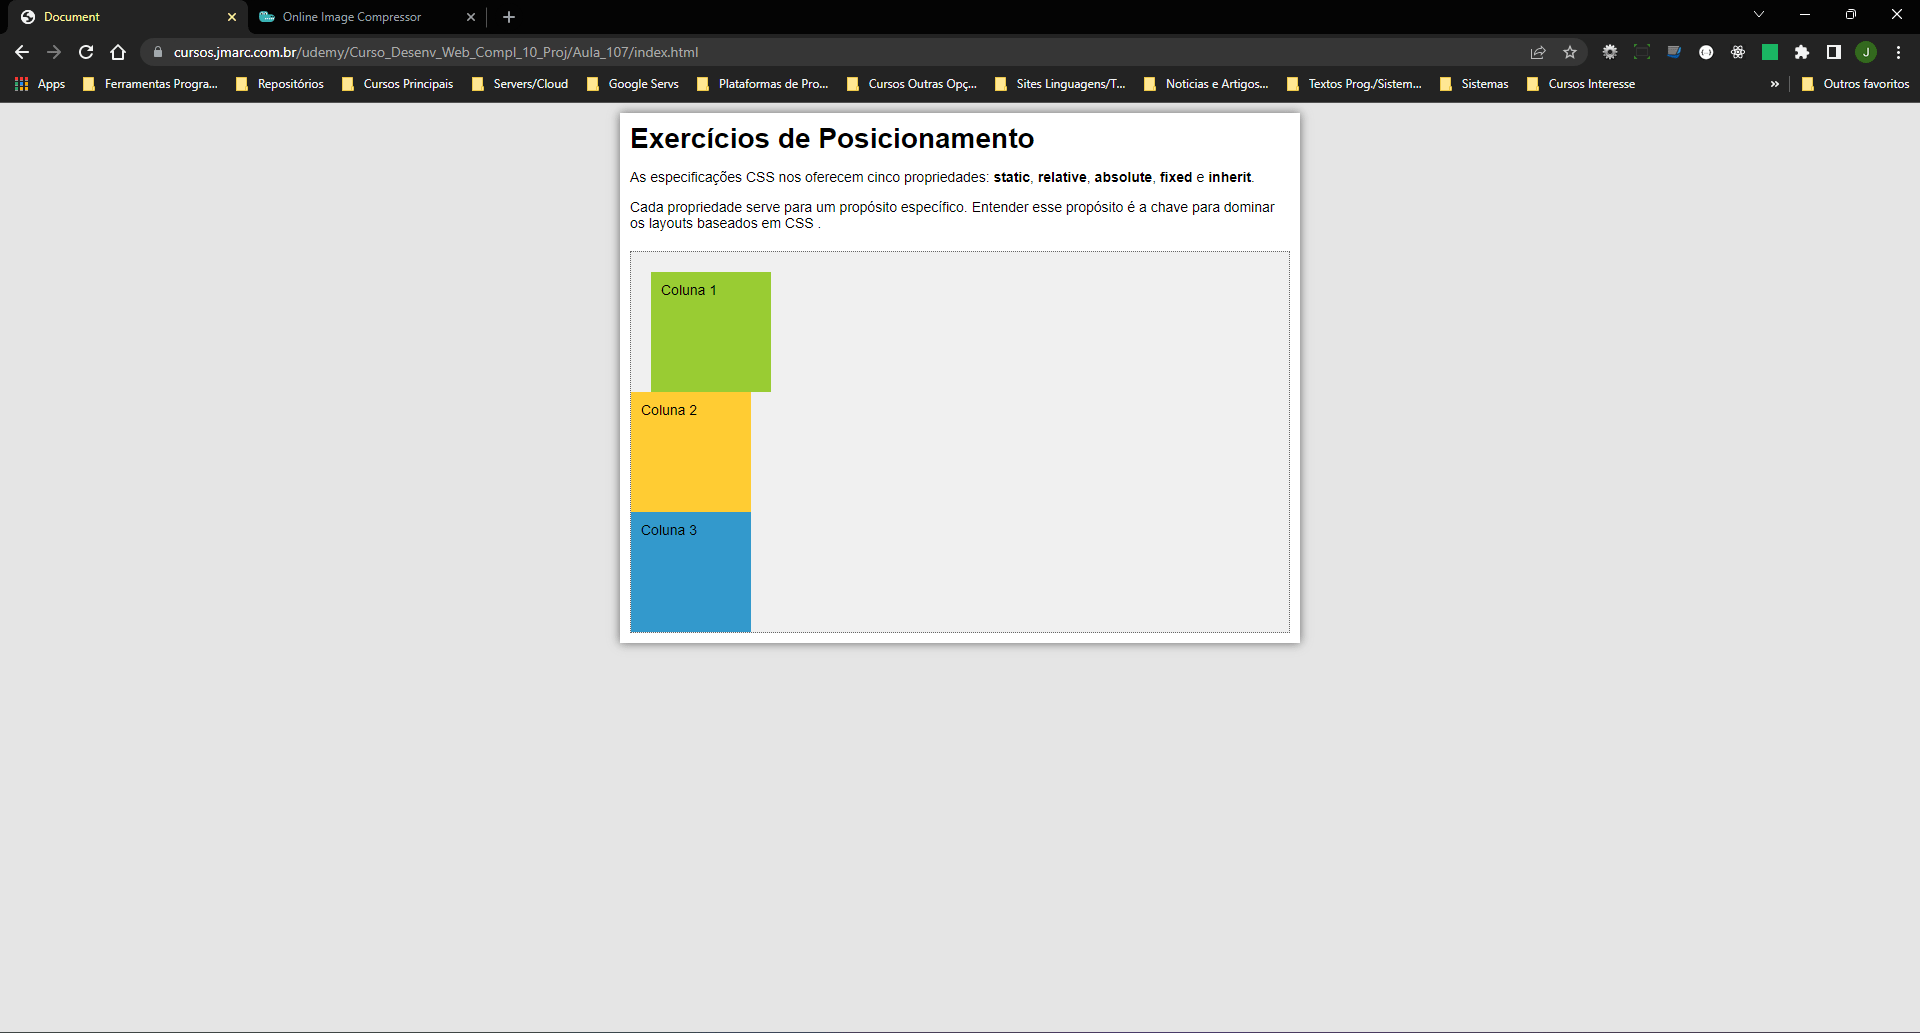 Document
Online Image Compressor
cursos.jmarc.com.br/udemy/Curso_Desenv_Web_Compl_10_Proj/Aula_107/index.html
J
Apps
Ferramentas Progra...
Repositórios
Cursos Principais
Servers/Cloud
Google Servs
Plataformas de Pro...
Cursos Outras Opç...
Sites Linguagens/T...
Noticias e Artigos...
Textos Prog./Sistem...
Sistemas
Cursos Interesse
»
Outros favoritos
Exercícios de Posicionamento
As especificações CSS nos oferecem cinco propriedades: static, relative, absolute, fixed e inherit.
Cada propriedade serve para um propósito específico. Entender esse propósito é a chave para dominar
os layouts baseados em CSS .
Coluna 1
Coluna 2
Coluna 3